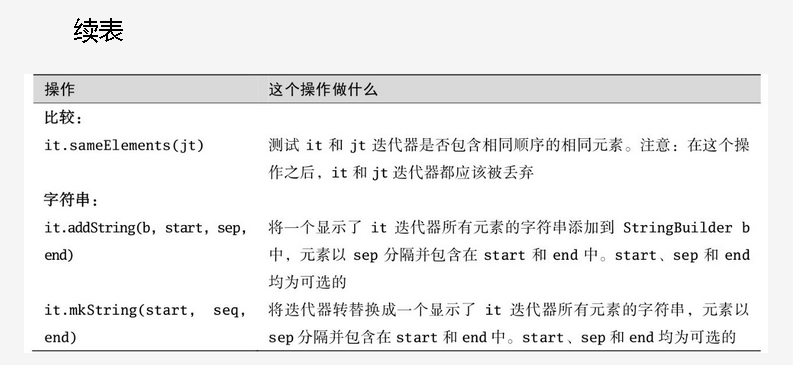 续表
操作 这个操作做什么
比较：
it.sameElements(jt) 测试 it 和 jt 迭代器是否包含相同顺序的相同元素。注意：在这个操
作之后，it 和 jt 迭代器都应该被丢弃
字符串：
it.addString(b, start, sep, 将一个显示了 it 迭代器所有元素的字符串添加到 StringBuilder b
end) 中，元素以 sep 分隔并包含在 start 和 end 中。start、sep 和 end
均为可选的
it.mkString(start, seq, 将迭代器转替换成一个显示了 it 迭代器所有元素的字符串，元素以
end) sep 分隔并包含在 start 和 end 中。start、sep 和 end 均为可选的